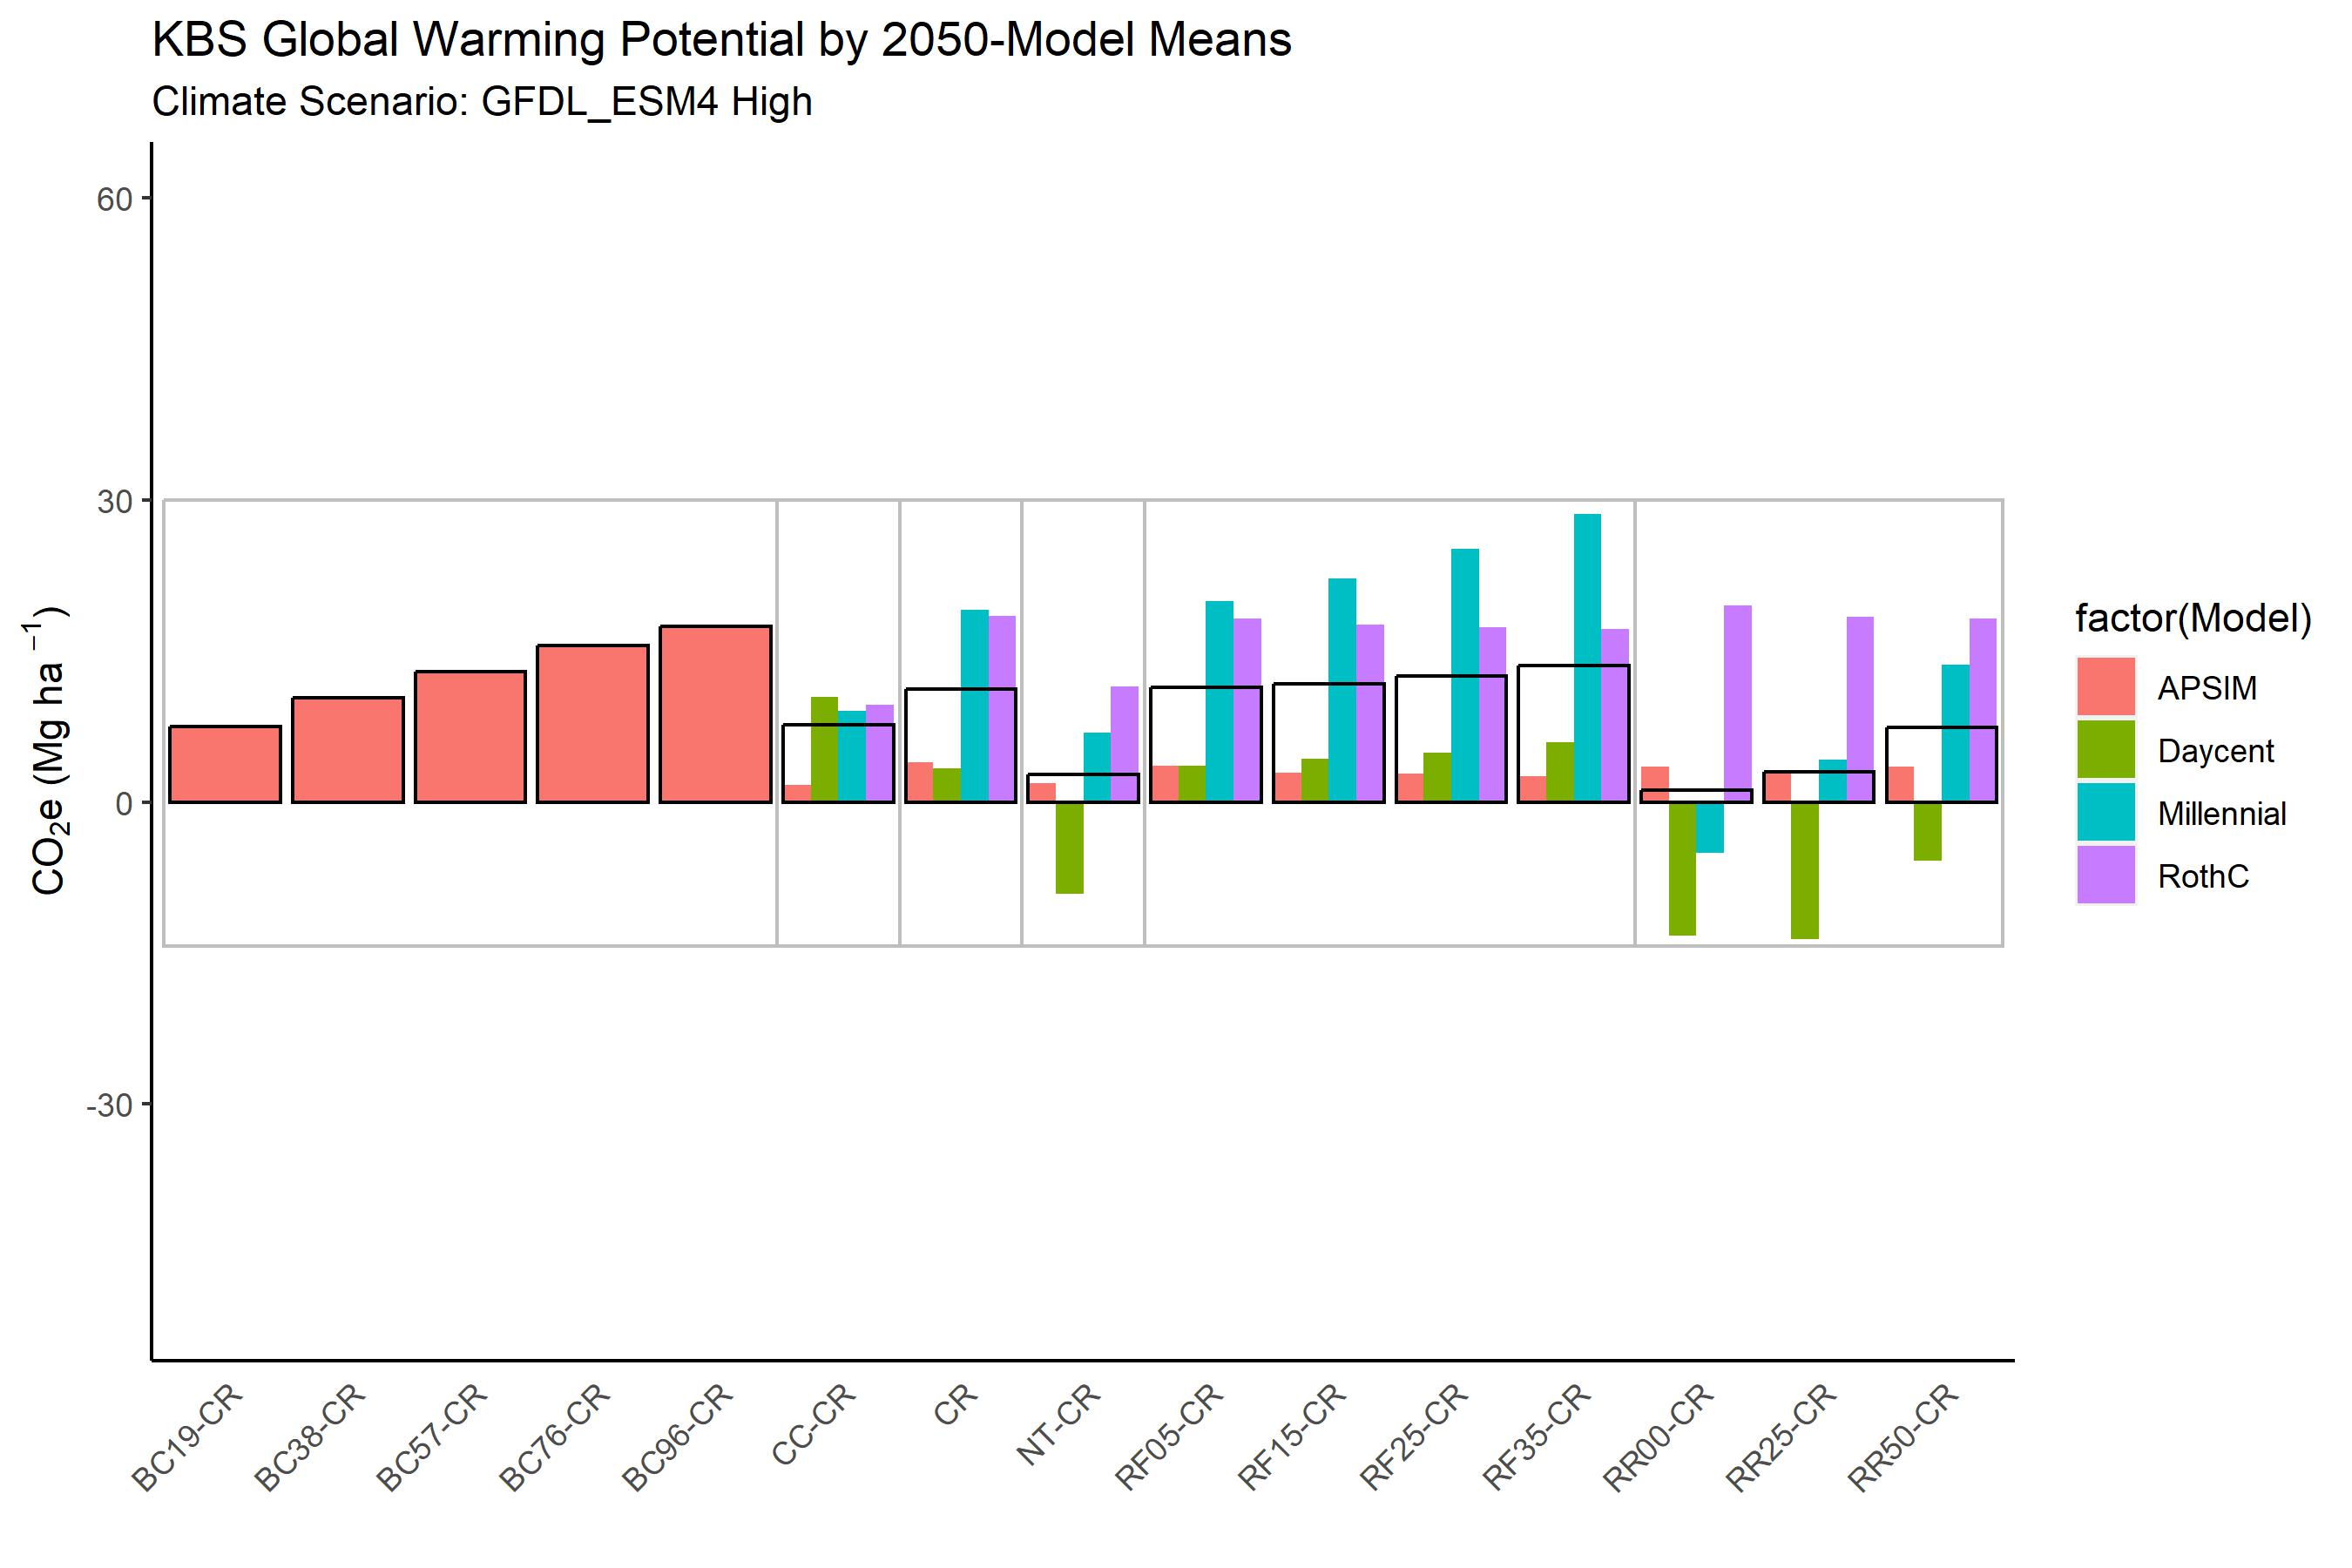 KBS Global Warming Potential by 2050-Model Means
Climate Scenario: GFDL_ESM4 High
CO₂e (Mg ha ⁻¹)
60
30
0
-30
BC19-CR
BC38-CR
BC57-CR
BC76-CR
BC96-CR
CC-CR
CR
NT-CR
RF05-CR
RF15-CR
RF25-CR
RF35-CR
RR00-CR
RR25-CR
RR50-CR
factor(Model)
APSIM
Daycent
Millennial
RothC